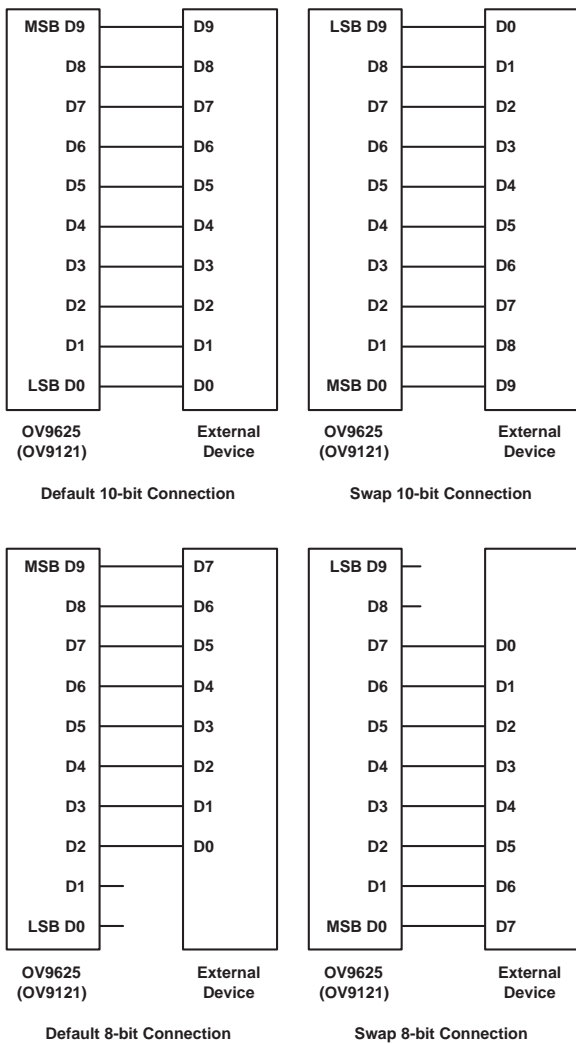 MSB D9 D9
D8 D8
D7 D7
D6 D6
D5 D5
D4 D4
D3 D3
D2 D2
D1 D1
LSB D0 D0
OV9625 External
(OV9121) Device
Default 10-bit Connection
LSB D9 D0
D8 D1
D7 D2
D6 D3
D5 D4
D4 D5
D3 D6
D2 D7
D1 D8
MSB D0 D9
OV9625 External
(OV9121) Device
Swap 10-bit Connection
MSB D9 D7
D8 D6
D7 D5
D6 D4
D5 D3
D4 D2
D3 D1
D2 D0
D1
LSB D0
OV9625 External
(OV9121) Device
Default 8-bit Connection
LSB D9
D8
D7 D0
D6 D1
D5 D2
D4 D3
D3 D4
D2 D5
D1 D6
MSB D0 D7
OV9625 External
(OV9121) Device
Swap 8-bit Connection